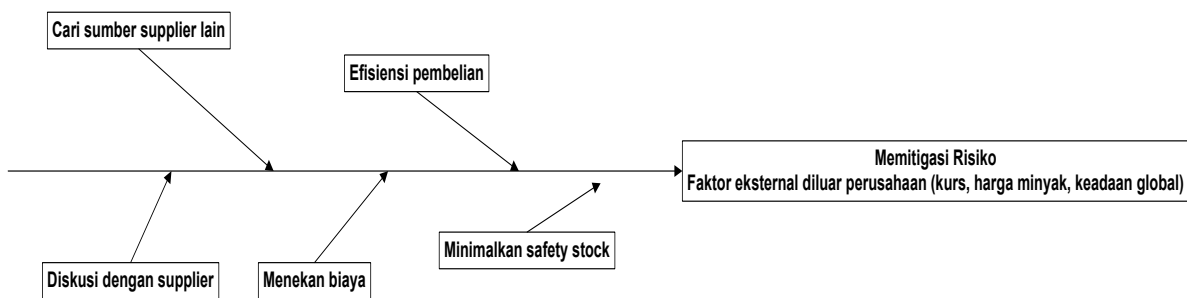 Cari sumber supplier lain
Efisiensi pembelian
Memitigasi Risiko
Faktor eksternal diluar perusahaan (kurs, harga minyak, keadaan global)
Minimalkan safety stock
Diskusi dengan supplier
Menekan biaya